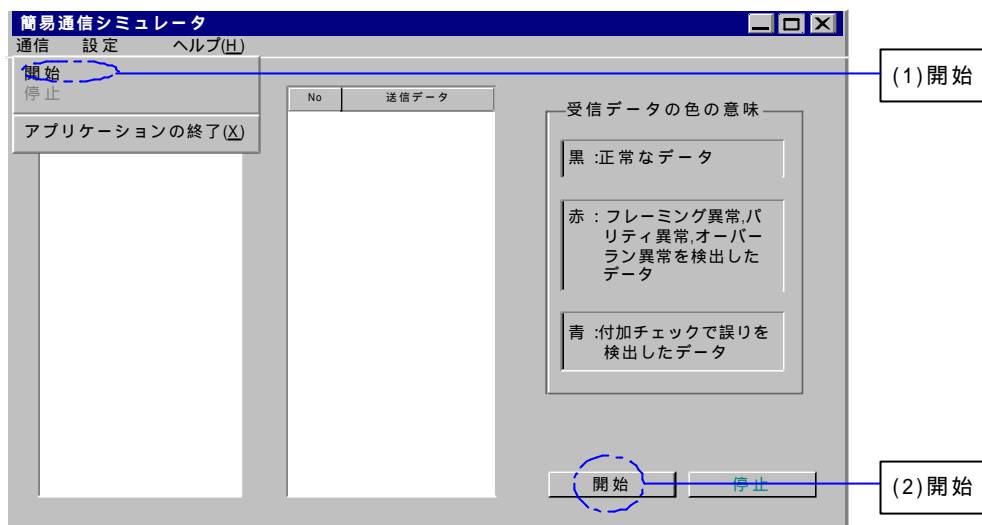 簡易通信シミュレータ
通信 設定 ヘルプ(H)
開始
停止
アプリケーションの終了(X)
No 送信データ
受信データの色の意味
黒 :正常なデータ
赤 : フレーミング異常,パ
リティ異常,オーバー
ラン異常を検出した
データ
青 :付加チェックで誤りを
検出したデータ
開始 停止
(1)開始
(2)開始